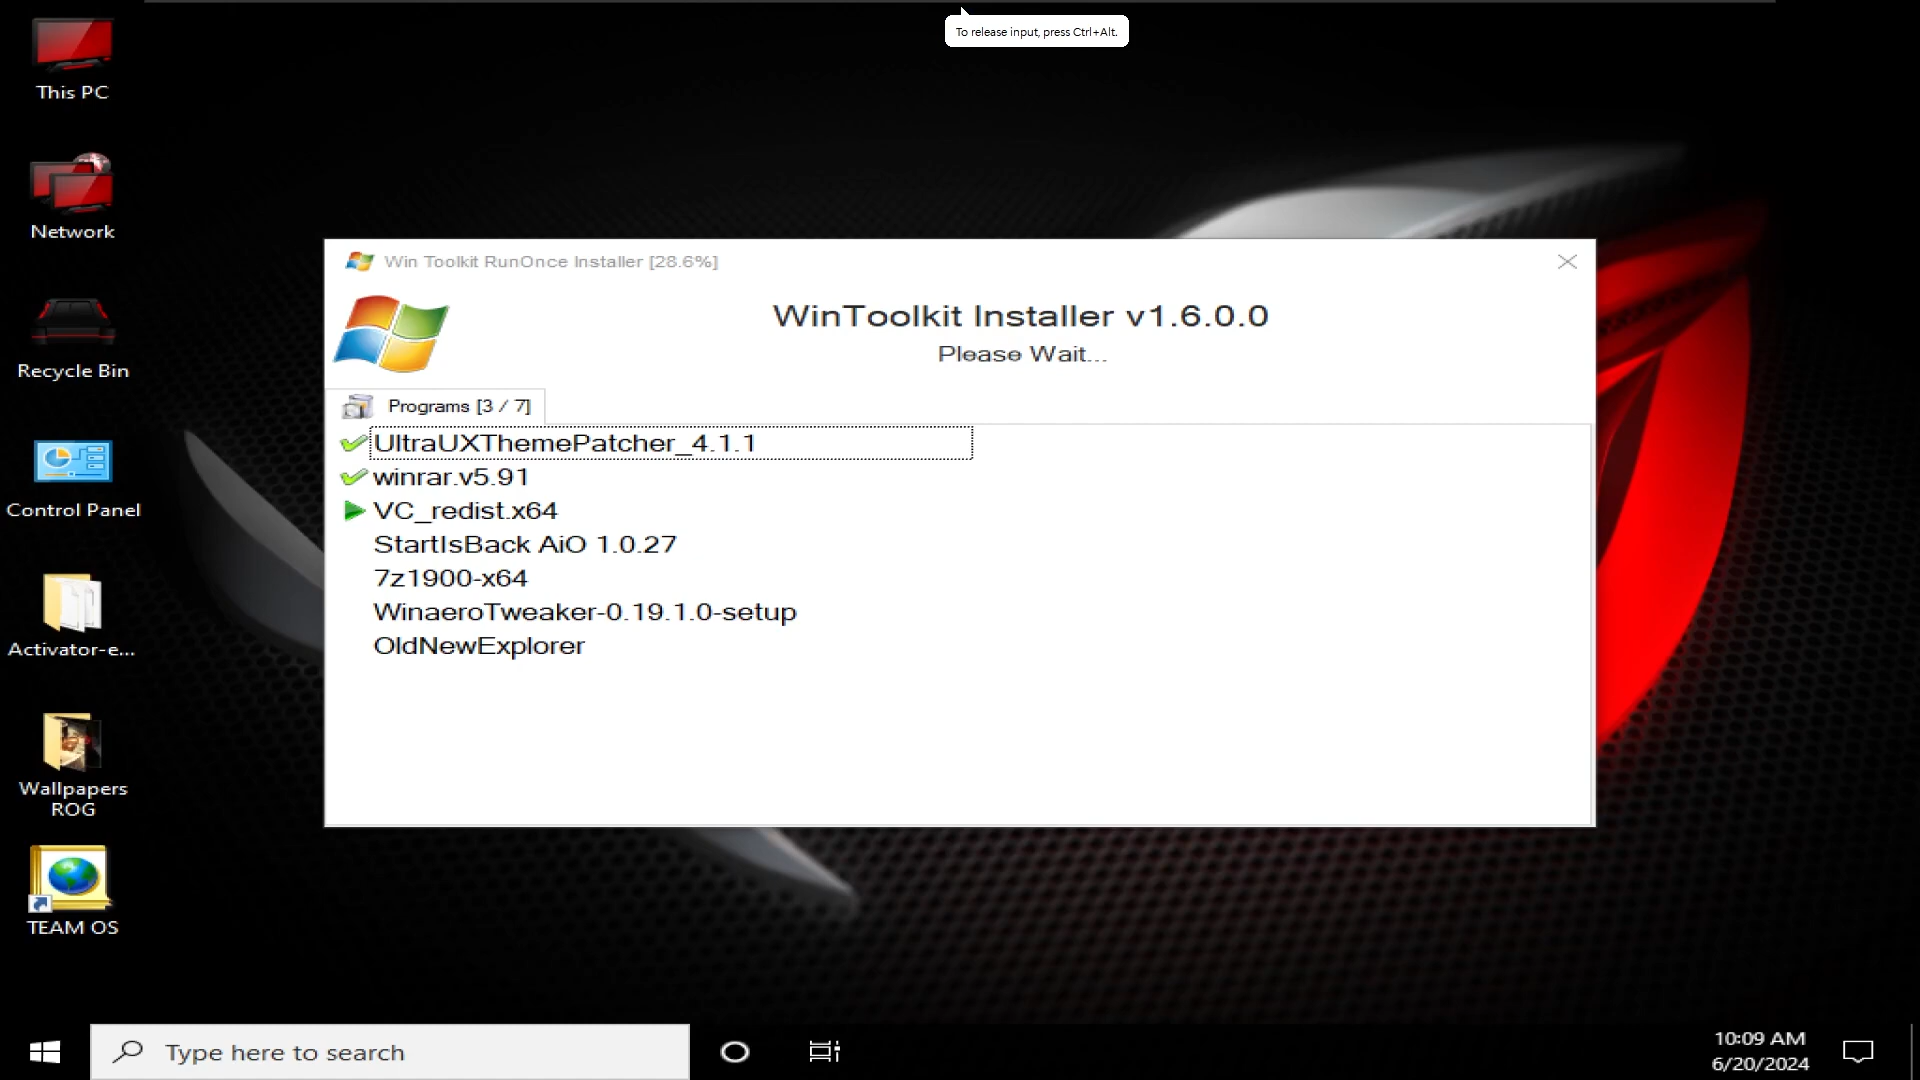 To release input, press Ctrl+Alt.
This PC
Network
Recycle Bin
Control Panel
Activator-e...
Wallpapers
ROG
TEAM OS
Win Toolkit RunOnce Installer [28.6%]
WinToolkit Installer v1.6.0.0
Please Wait...
Programs [3 / 7]
UltraUXThemePatcher_4.1.1
winrar.v5.91
VC_redist.x64
StartIsBack AiO 1.0.27
7z1900-x64
WinaeroTweaker-0.19.1.0-setup
OldNewExplorer
Type here to search
10:09 AM
6/20/2024